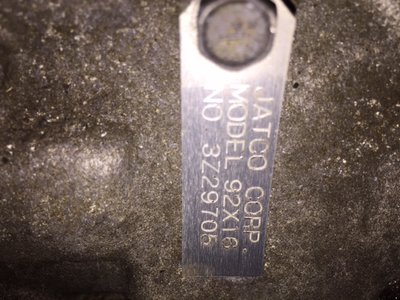 JATCO CORP.
MODEL 92X16
NO 3Z29705